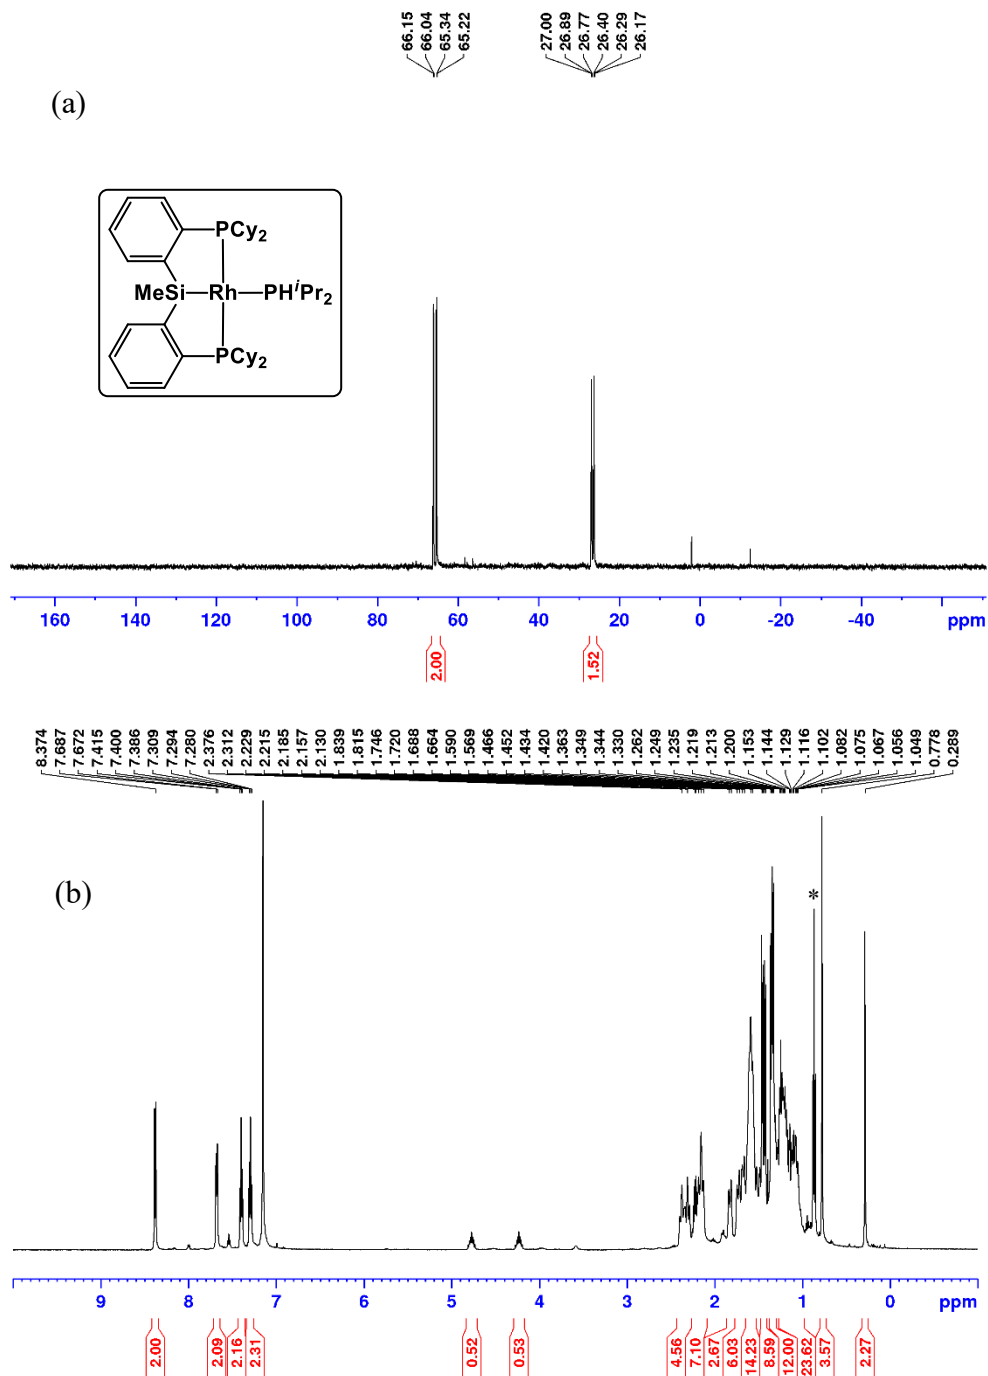 66.15 66.04 65.34 65.22 27.00 26.89 26.77 26.40 26.29 26.17
(a)
PCy2
MeSi Rh PHiPr2
PCy2
160 140 120 100 80 60 40 20 0 -20 -40 ppm
2.00 1.52
8.374 7.687 7.672 7.415 7.400 7.386 7.309 7.294 7.280 2.376 2.312 2.229 2.215 2.185 2.157 2.130 1.839 1.815 1.746 1.720 1.688 1.664 1.590 1.569 1.466 1.452 1.434 1.420 1.363 1.349 1.344 1.330 1.262 1.249 1.235 1.219 1.213 1.200 1.153 1.144 1.129 1.116 1.102 1.082 1.075 1.067 1.056 1.049 0.778 0.289
(b)
*
9 8 7 6 5 4 3 2 1 0 ppm
2.00 2.09 2.16 2.31 0.52 0.53 4.56 7.10 2.67 6.03 14.23 8.59 12.00 23.62 3.57 2.27